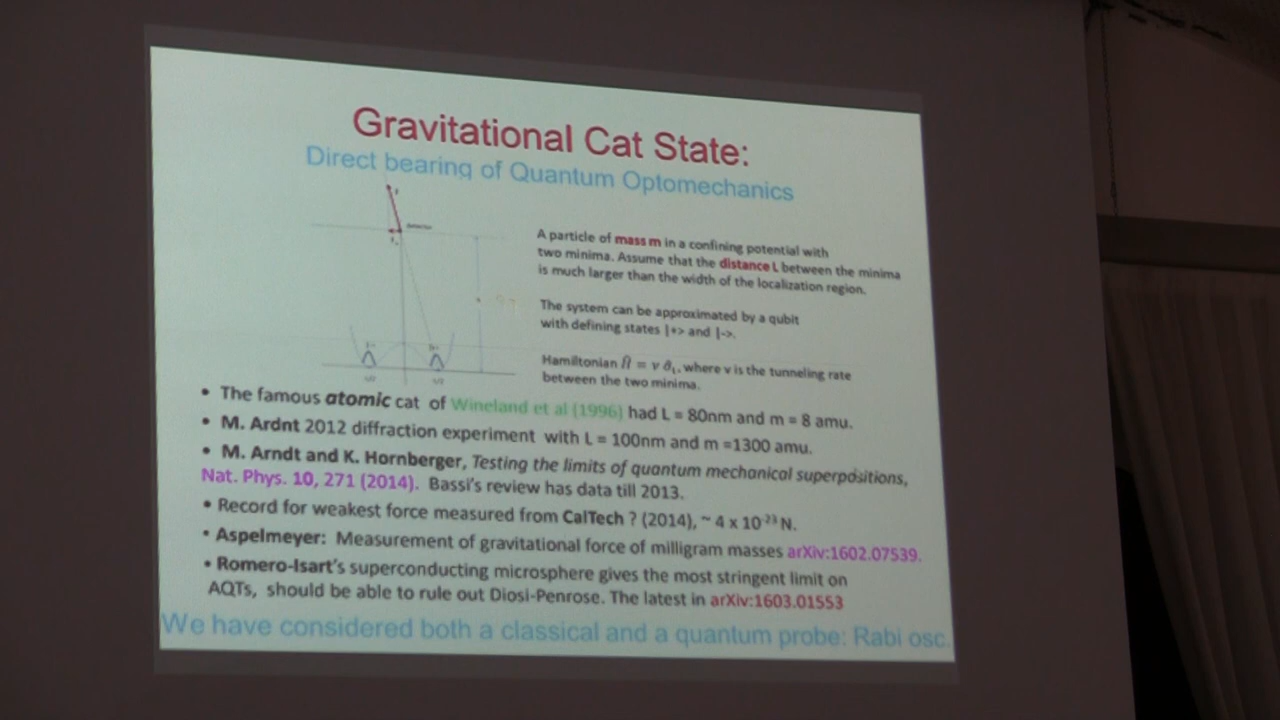 Gravitational Cat State:
Direct bearing of Quantum Optomechanics
A particle of mass m in a confining potential with
two minima. Assume that the distance L between the minima
is much larger than the width of the localization region.
The system can be approximated by a qubit
with defining states |+> and |->.
Hamiltonian Ĥ = ν σ̂₁, where ν is the tunneling rate
between the two minima.
• The famous atomic cat of Wineland et al (1996) had L = 80nm and m = 8 amu.
• M. Ardnt 2012 diffraction experiment with L = 100nm and m =1300 amu.
• M. Arndt and K. Hornberger, Testing the limits of quantum mechanical superpositions,
Nat. Phys. 10, 271 (2014). Bassi's review has data till 2013.
• Record for weakest force measured from CalTech ? (2014), ~ 4 x 10⁻²³ N.
• Aspelmeyer: Measurement of gravitational force of milligram masses arXiv:1602.07539.
• Romero-Isart's superconducting microsphere gives the most stringent limit on
AQTs, should be able to rule out Diosi-Penrose. The latest in arXiv:1603.01553
We have considered both a classical and a quantum probe: Rabi osc.